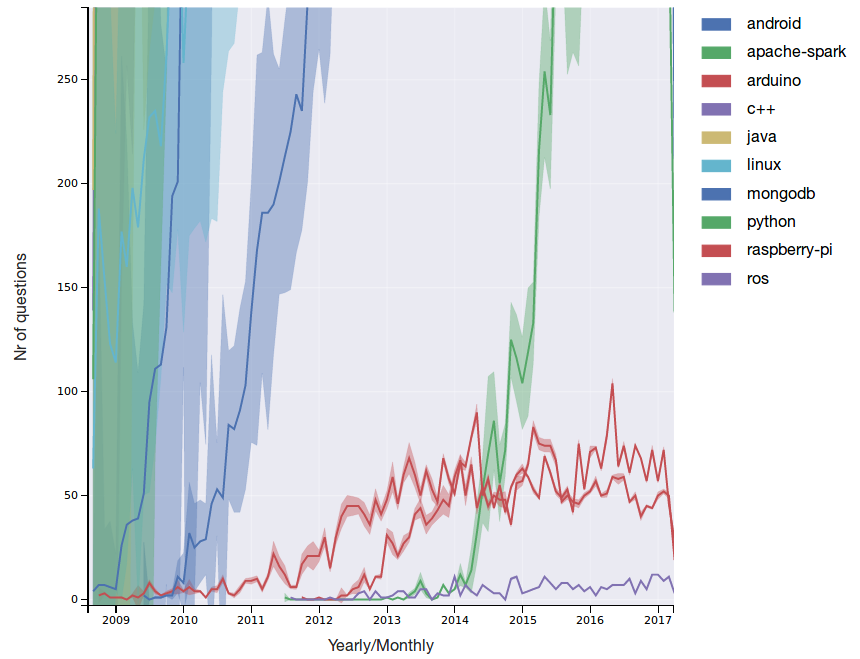 android
apache-spark
arduino
c++
java
linux
mongodb
python
raspberry-pi
ros
250
200
150
100
50
0
Nr of questions
2009 2010 2011 2012 2013 2014 2015 2016 2017
Yearly/Monthly